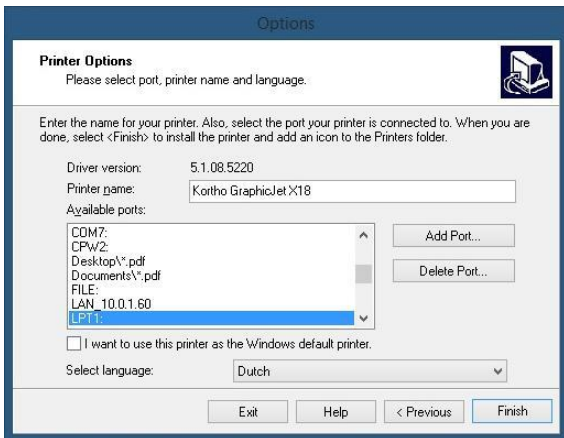 Options
Printer Options
Please select port, printer name and language.
Enter the name for your printer. Also, select the port your printer is connected to. When you are
done, select <Finish> to install the printer and add an icon to the Printers folder.
Driver version: 5.1.08.5220
Printer name: Kortho GraphicJet X18
Available ports:
COM7:
CPW2:
Desktop\*.pdf
Documents\*.pdf
FILE:
LAN_10.0.1.60
LPT1:
Add Port...
Delete Port...
I want to use this printer as the Windows default printer.
Select language: Dutch
Exit Help < Previous Finish